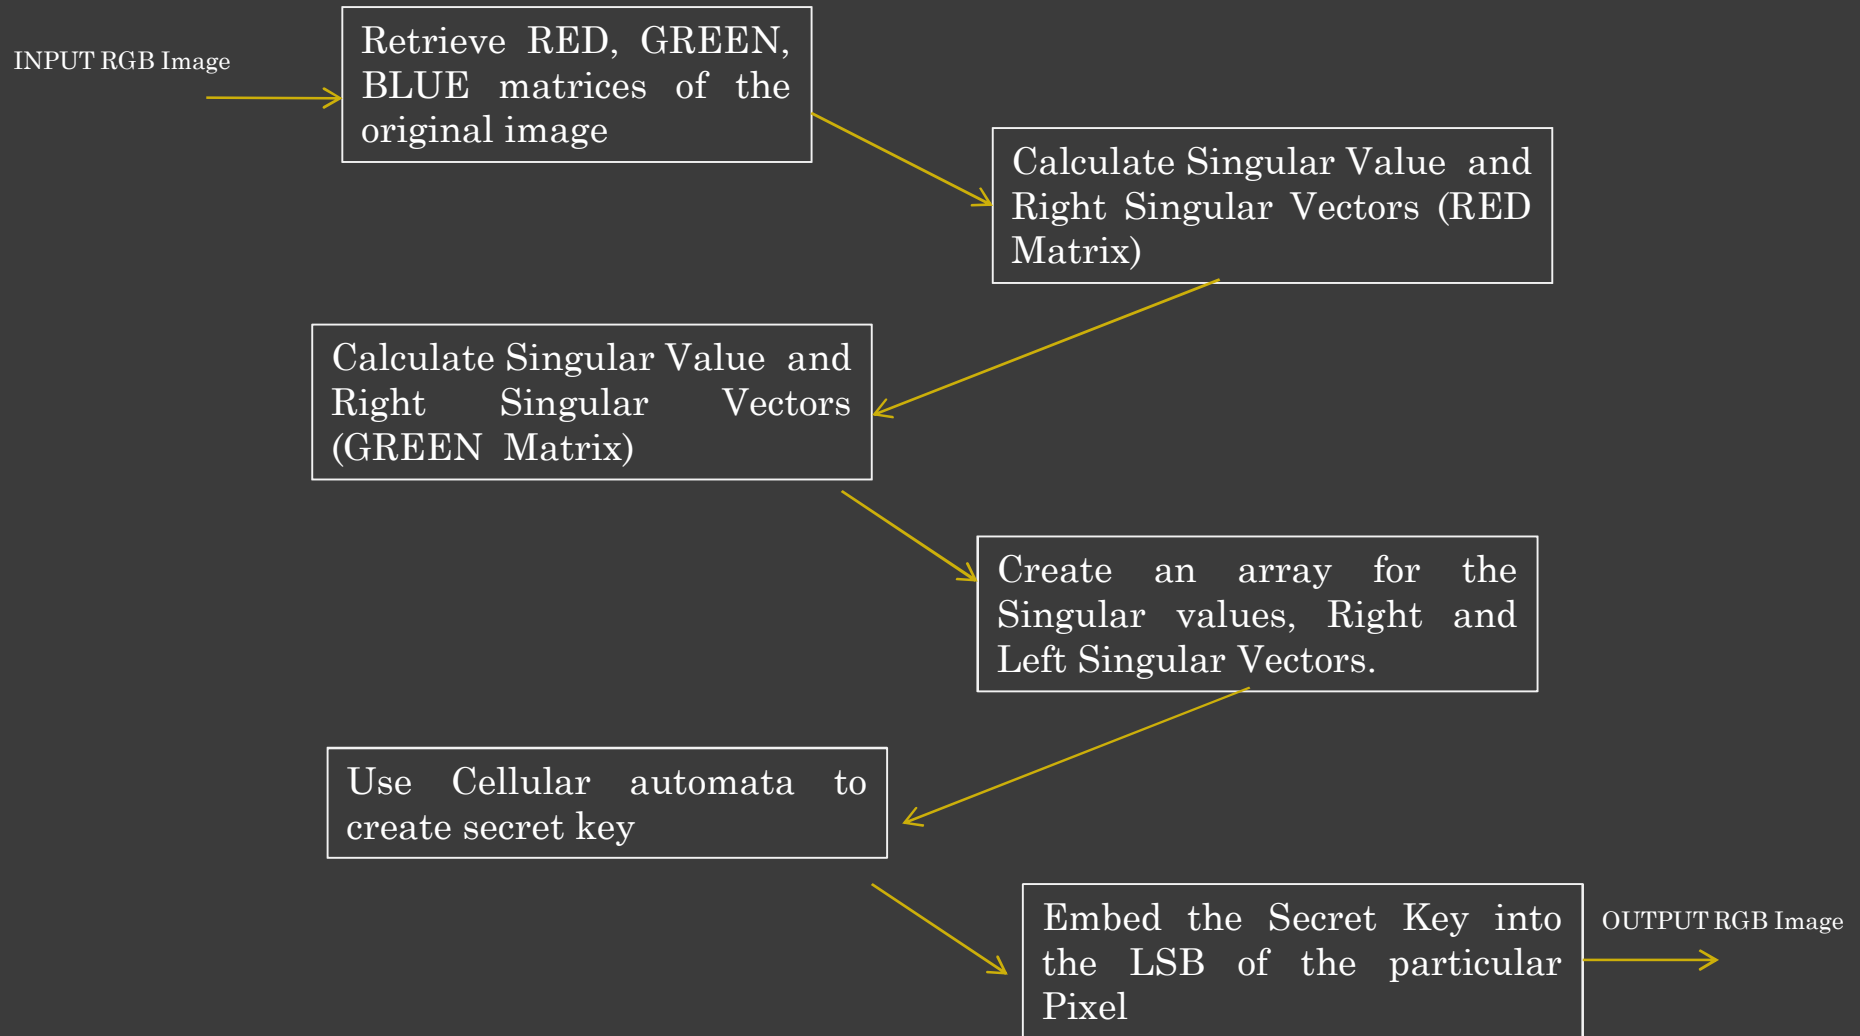 INPUT RGB Image
Retrieve RED, GREEN,
BLUE matrices of the
original image
Calculate Singular Value and
Right Singular Vectors (RED
Matrix)
Calculate Singular Value and
Right Singular Vectors
(GREEN Matrix)
Create an array for the
Singular values, Right and
Left Singular Vectors.
Use Cellular automata to
create secret key
Embed the Secret Key into
the LSB of the particular
Pixel
OUTPUT RGB Image